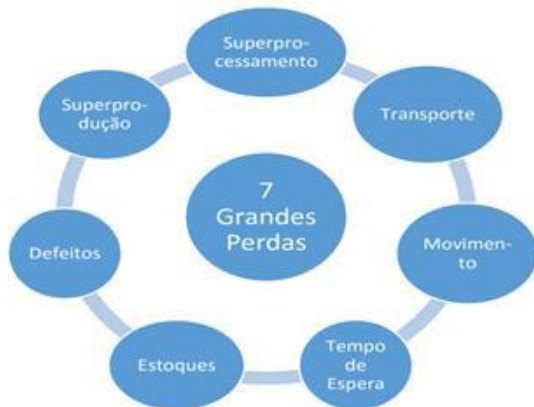 Superpro-
cessamento
Transporte
Movimen-
to
Tempo
de
Espera
Estoques
Defeitos
Superpro-
dução
7
Grandes
Perdas